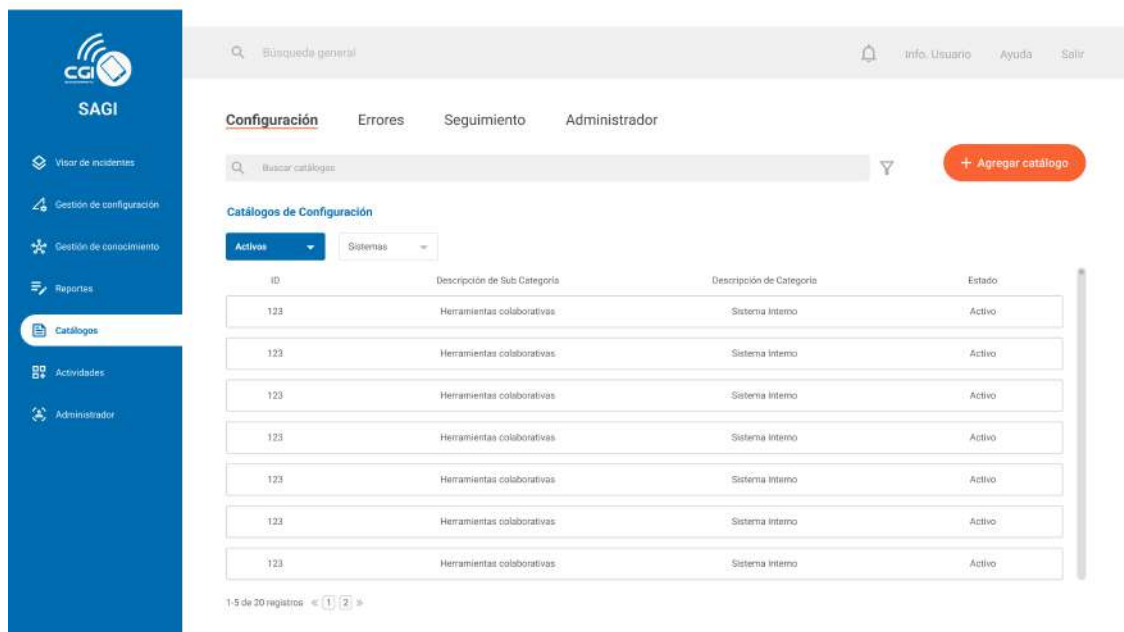 CGI
SAGI
Visor de incidentes
Gestión de configuración
Gestión de conocimiento
Reportes
Catálogos
Actividades
Administrador
Búsqueda general
Info. Usuario Ayuda Salir
Configuración Errores Seguimiento Administrador
Buscar catálogos
+ Agregar catálogo
Catálogos de Configuración
Activos Sistemas
ID Descripción de Sub Categoría Descripción de Categoría Estado
123 Herramientas colaborativas Sistema Interno Activo
123 Herramientas colaborativas Sistema Interno Activo
123 Herramientas colaborativas Sistema Interno Activo
123 Herramientas colaborativas Sistema Interno Activo
123 Herramientas colaborativas Sistema Interno Activo
123 Herramientas colaborativas Sistema Interno Activo
123 Herramientas colaborativas Sistema Interno Activo
1-5 de 20 registros « 1 2 »